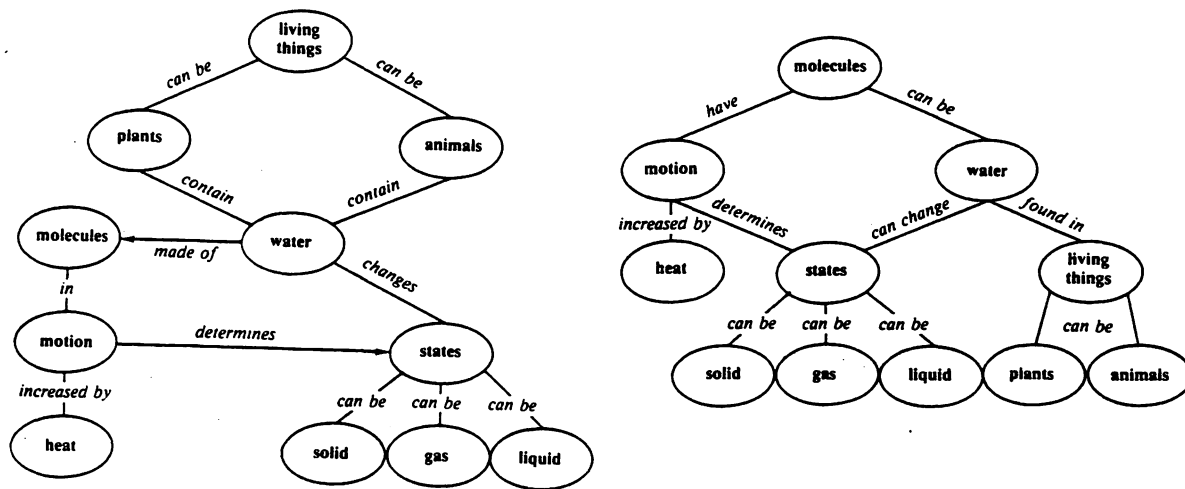 living
things
can be
can be
plants
animals
contain
contain
molecules
made of
water
changes
in
motion
determines
states
increased by
can be
can be
can be
heat
solid
gas
liquid
molecules
have
can be
motion
water
increased by
determines
can change
found in
heat
states
living
things
can be
can be
can be
can be
solid
gas
liquid
plants
animals